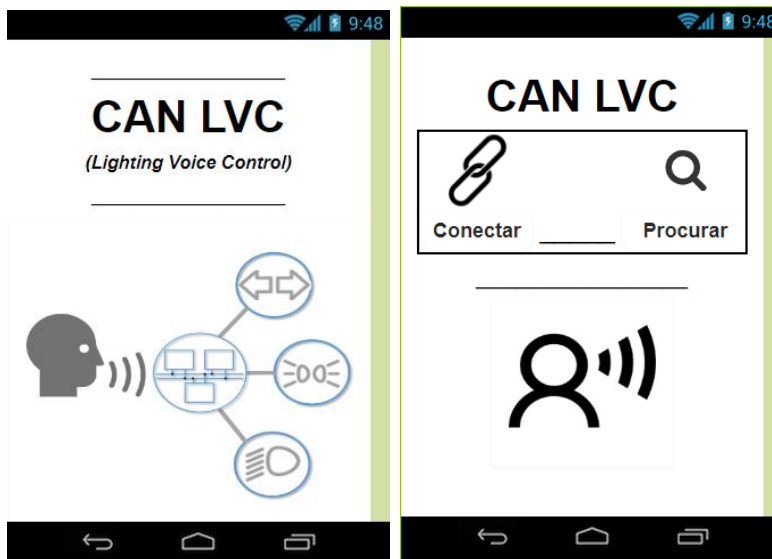 9:48
CAN LVC
(Lighting Voice Control)
9:48
CAN LVC
Conectar
Procurar